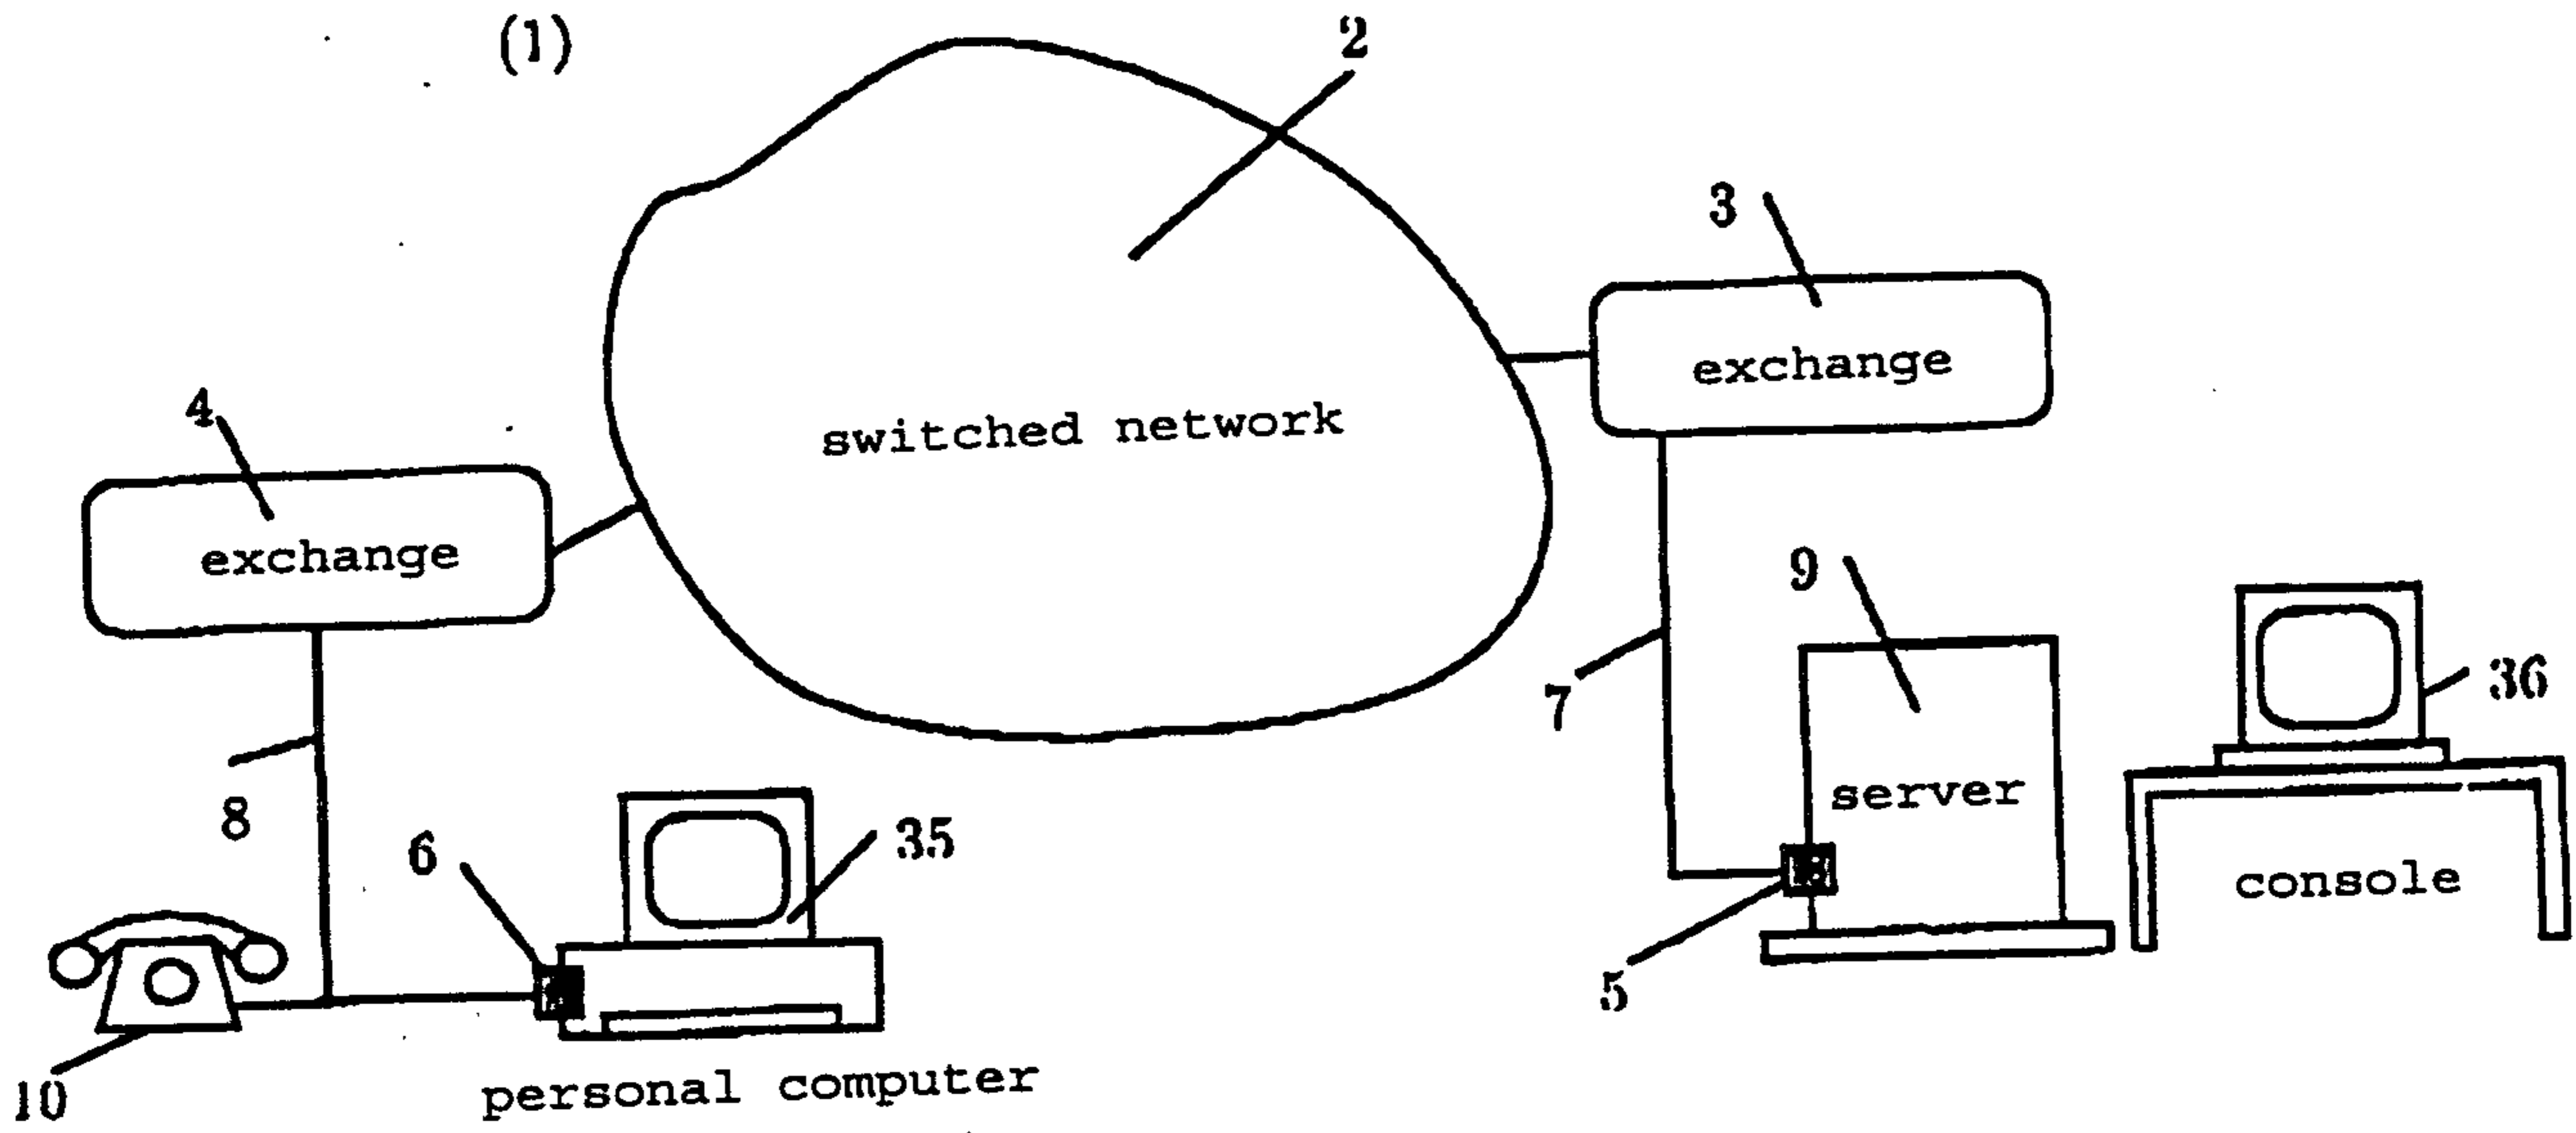 (1)
2
3
exchange
4
switched network
exchange
9
36
7
server
8
35
6
console
5
10
personal computer